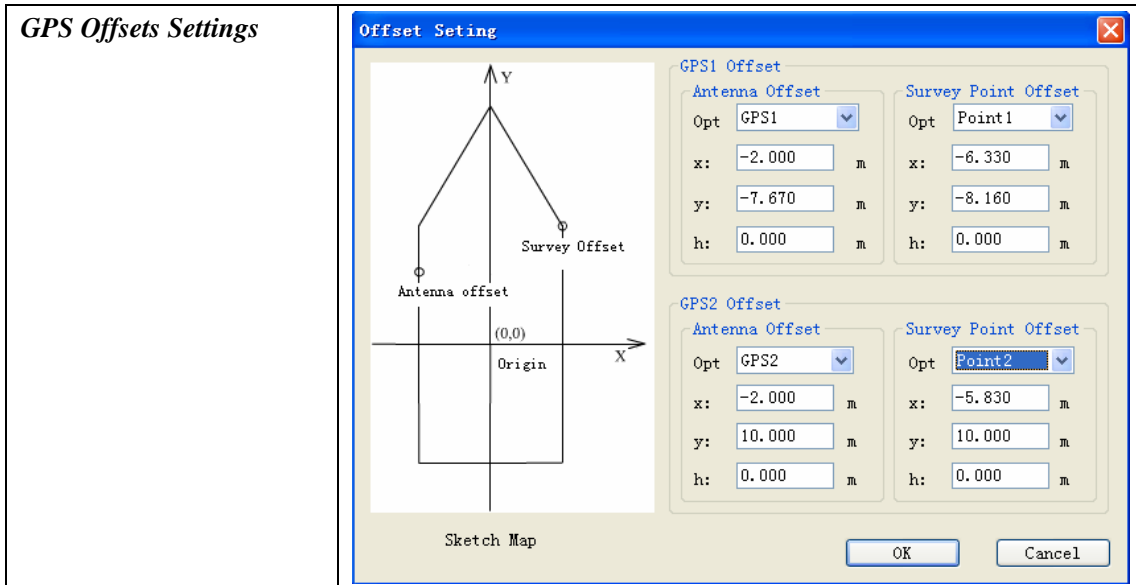 GPS Offsets Settings
Offset Seting
Y
Survey Offset
Antenna offset
(0,0)
X
Origin
Sketch Map
GPS1 Offset
Antenna Offset
Opt GPS1
x: -2.000 m
y: -7.670 m
h: 0.000 m
Survey Point Offset
Opt Point1
x: -6.330 m
y: -8.160 m
h: 0.000 m
GPS2 Offset
Antenna Offset
Opt GPS2
x: -2.000 m
y: 10.000 m
h: 0.000 m
Survey Point Offset
Opt Point2
x: -5.830 m
y: 10.000 m
h: 0.000 m
OK
Cancel